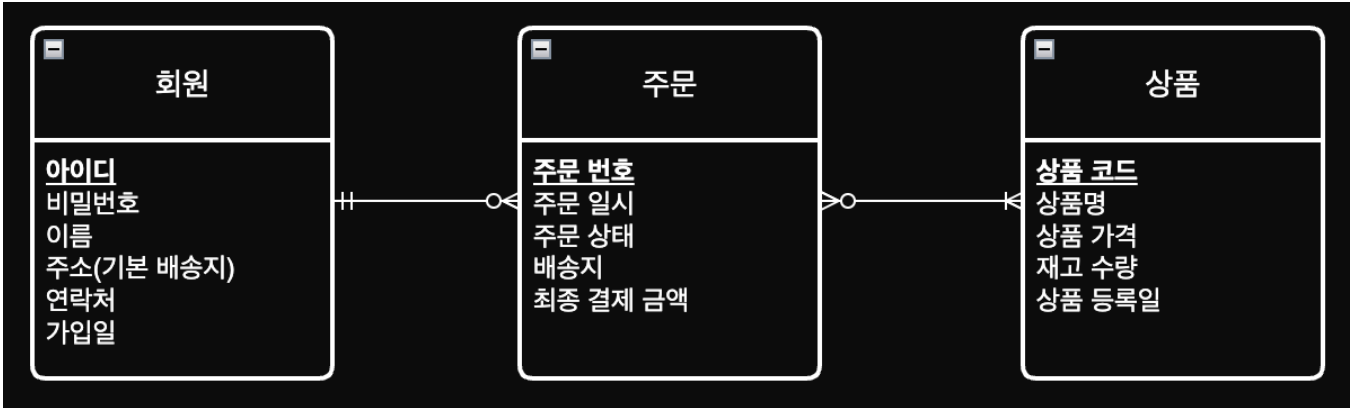 회원
아이디
비밀번호
이름
주소(기본 배송지)
연락처
가입일
주문
주문 번호
주문 일시
주문 상태
배송지
최종 결제 금액
상품
상품 코드
상품명
상품 가격
재고 수량
상품 등록일